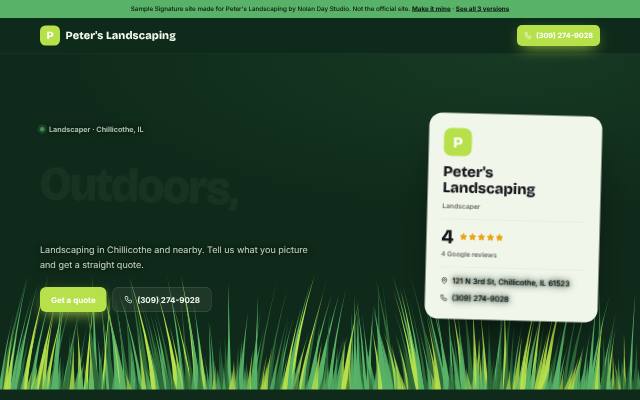 Sample Signature site made for Peter's Landscaping by Nolan Day Studio. Not the official site. Make it mine · See all 3 versions
P Peter's Landscaping
(309) 274-9028
Landscaper · Chillicothe, IL
Outdoors,
Landscaping in Chillicothe and nearby. Tell us what you picture
and get a straight quote.
Get a quote
(309) 274-9028
P
Peter's
Landscaping
Landscaper
4
4 Google reviews
121 N 3rd St, Chillicothe, IL 61523
(309) 274-9028